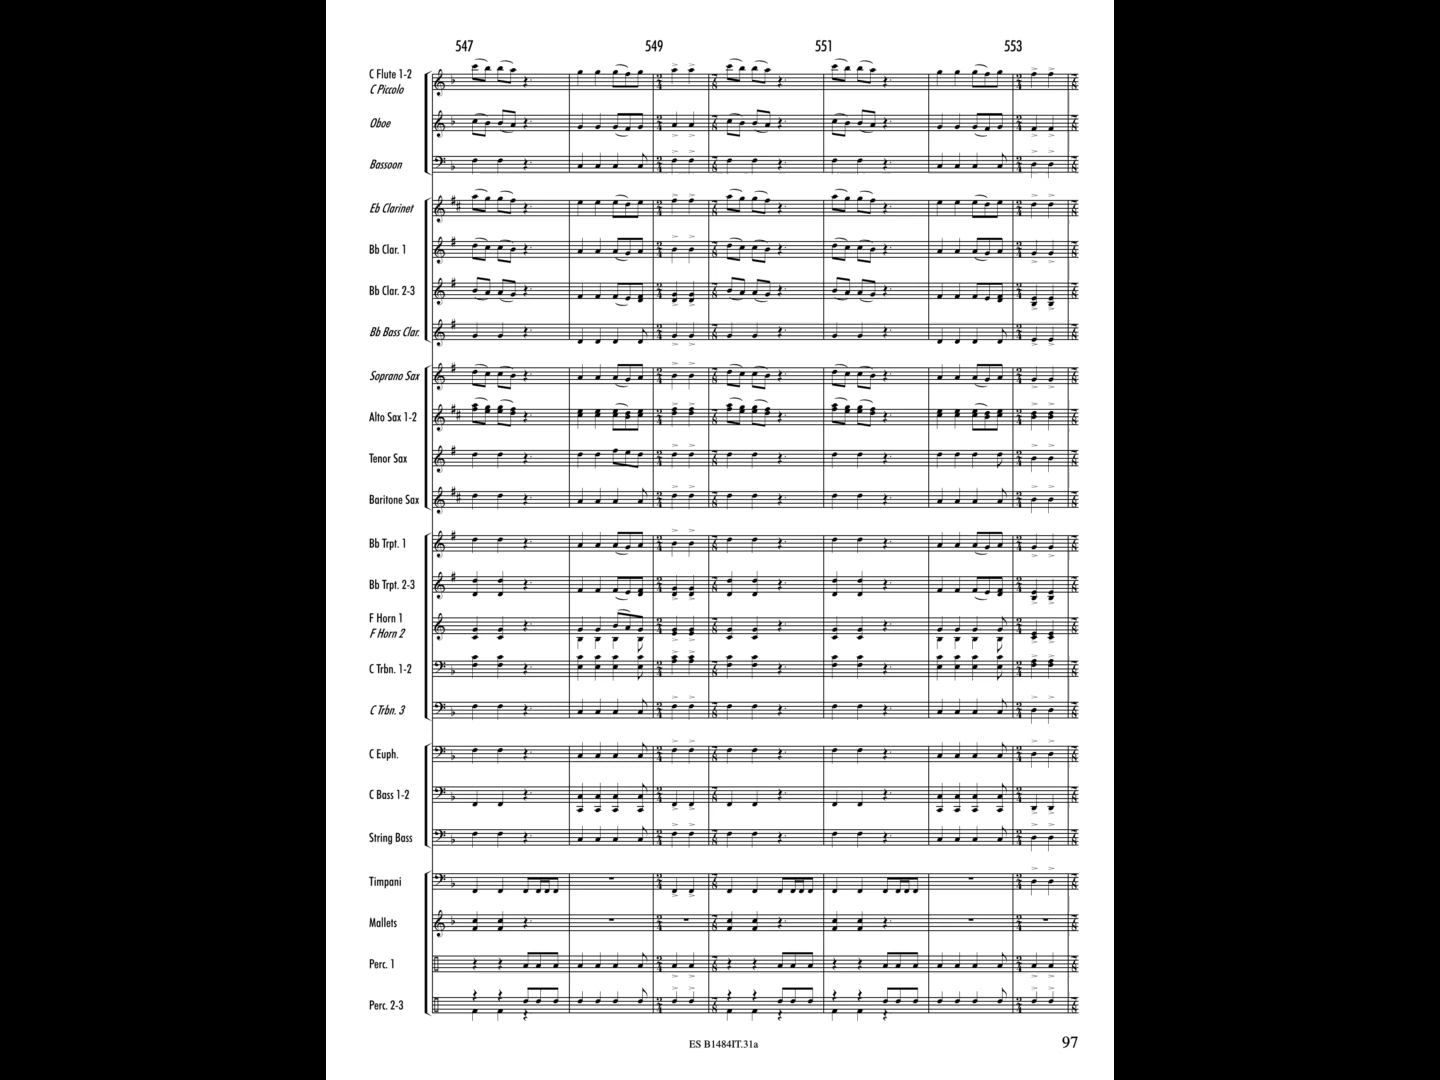 547 549 551 553
C Flute 1-2
C Piccolo
Oboe
Bassoon
Eb Clarinet
Bb Clar. 1
Bb Clar. 2-3
Bb Bass Clar.
Soprano Sax
Alto Sax 1-2
Tenor Sax
Baritone Sax
Bb Trpt. 1
Bb Trpt. 2-3
F Horn 1
F Horn 2
C Trbn. 1-2
C Trbn. 3
C Euph.
C Bass 1-2
String Bass
Timpani
Mallets
Perc. 1
Perc. 2-3
ES B1484IT.31a
97